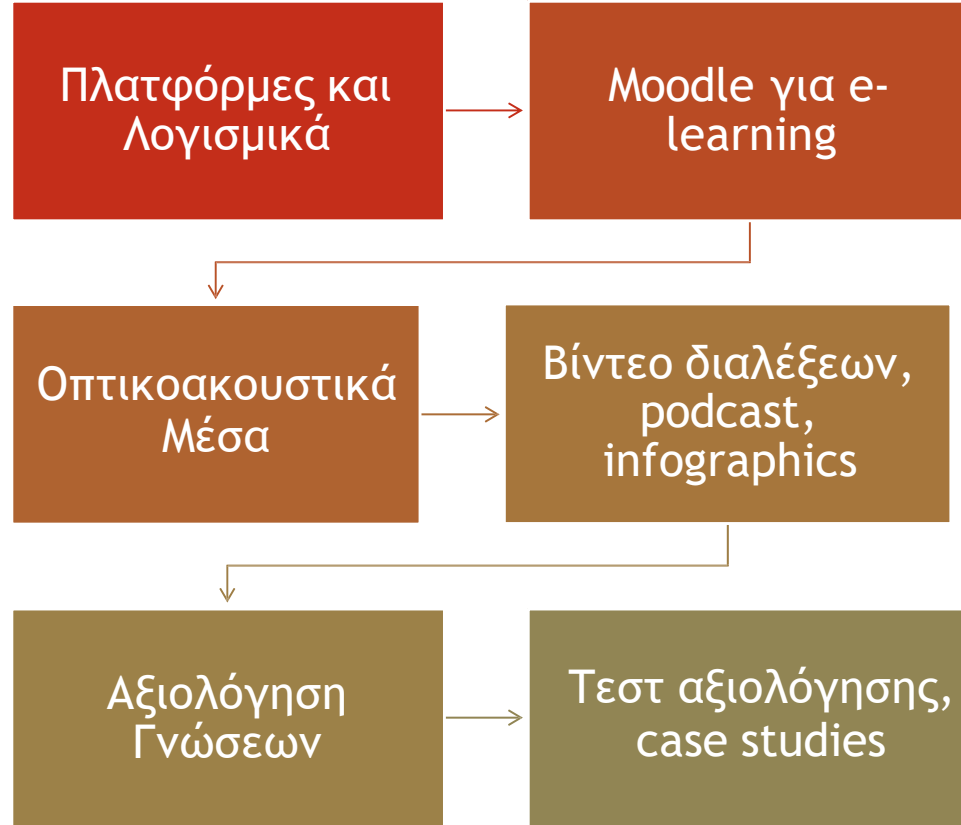 Πλατφόρμες και
Λογισμικά
Moodle για e-
learning
Οπτικοακουστικά
Μέσα
Βίντεο διαλέξεων,
podcast,
infographics
Αξιολόγηση
Γνώσεων
Τεστ αξιολόγησης,
case studies